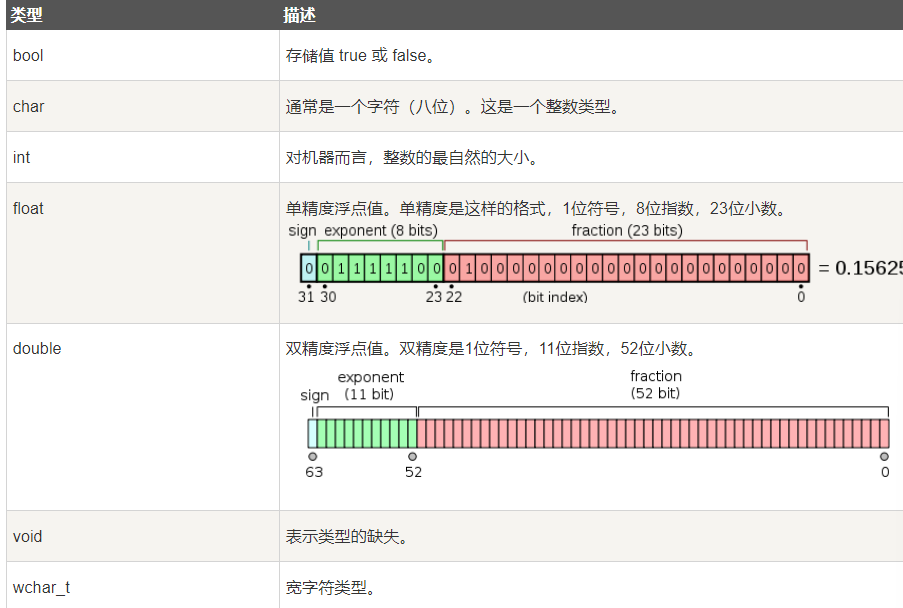 类型 描述
bool 存储值 true 或 false。
char 通常是一个字符（八位）。这是一个整数类型。
int 对机器而言，整数的最自然的大小。
float 单精度浮点值。单精度是这样的格式，1位符号，8位指数，23位小数。
sign exponent (8 bits) fraction (23 bits)
0 0 1 1 1 1 1 0 0 0 1 0 0 0 0 0 0 0 0 0 0 0 0 0 0 0 0 0 0 0 0 0 = 0.15625
31 30 23 22 (bit index) 0
double 双精度浮点值。双精度是1位符号，11位指数，52位小数。
exponent fraction
sign (11 bit) (52 bit)
63 52 0
void 表示类型的缺失。
wchar_t 宽字符类型。